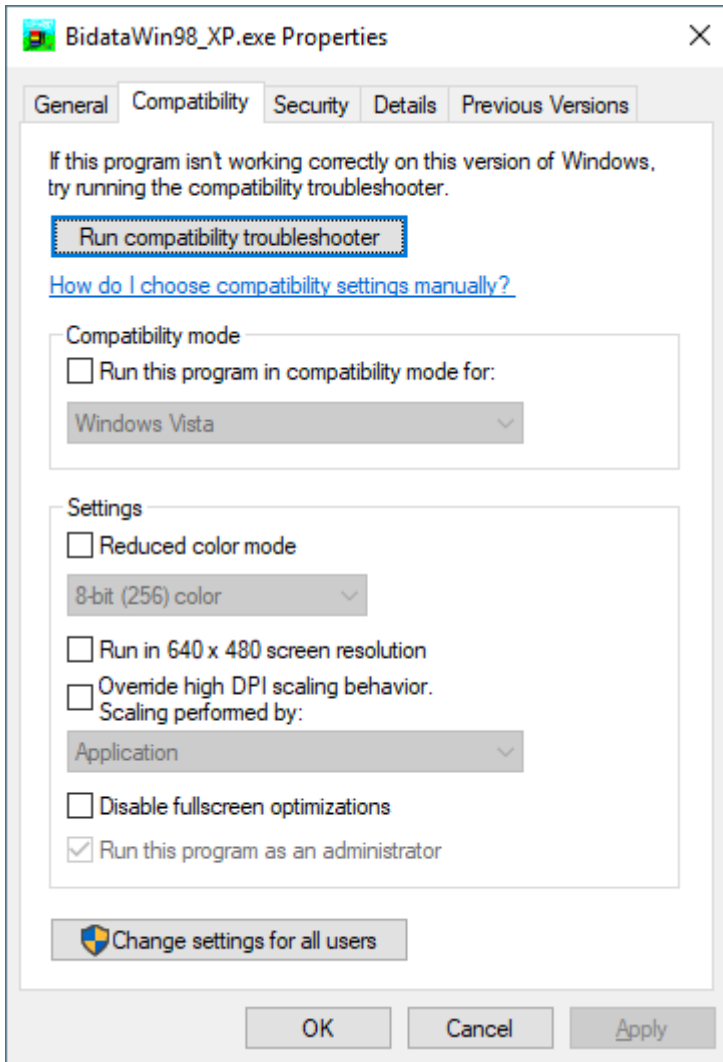 BidataWin98_XP.exe Properties
General Compatibility Security Details Previous Versions
If this program isn't working correctly on this version of Windows,
try running the compatibility troubleshooter.
Run compatibility troubleshooter
How do I choose compatibility settings manually?
Compatibility mode
Run this program in compatibility mode for:
Windows Vista
Settings
Reduced color mode
8-bit (256) color
Run in 640 x 480 screen resolution
Override high DPI scaling behavior.
Scaling performed by:
Application
Disable fullscreen optimizations
Run this program as an administrator
Change settings for all users
OK Cancel Apply